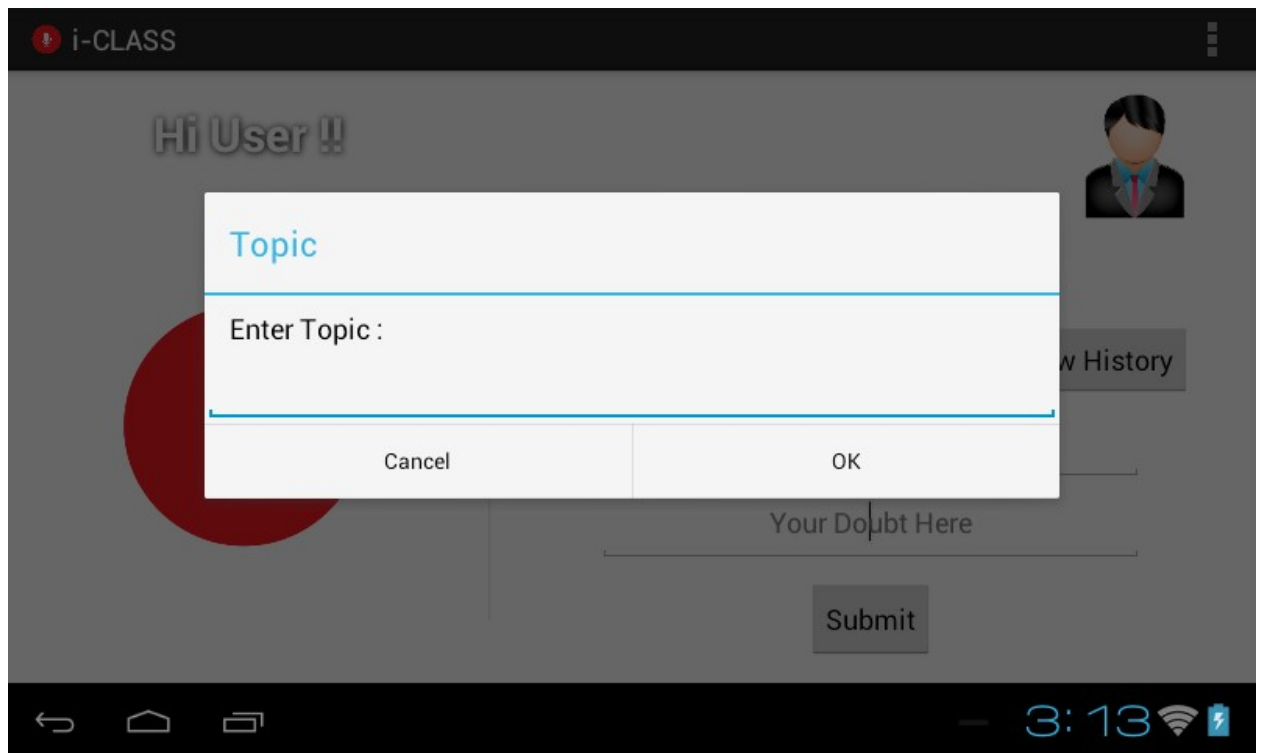 i-CLASS
Hi User !!
Topic
Enter Topic :
w History
Cancel
OK
Your Doubt Here
Submit
3:13